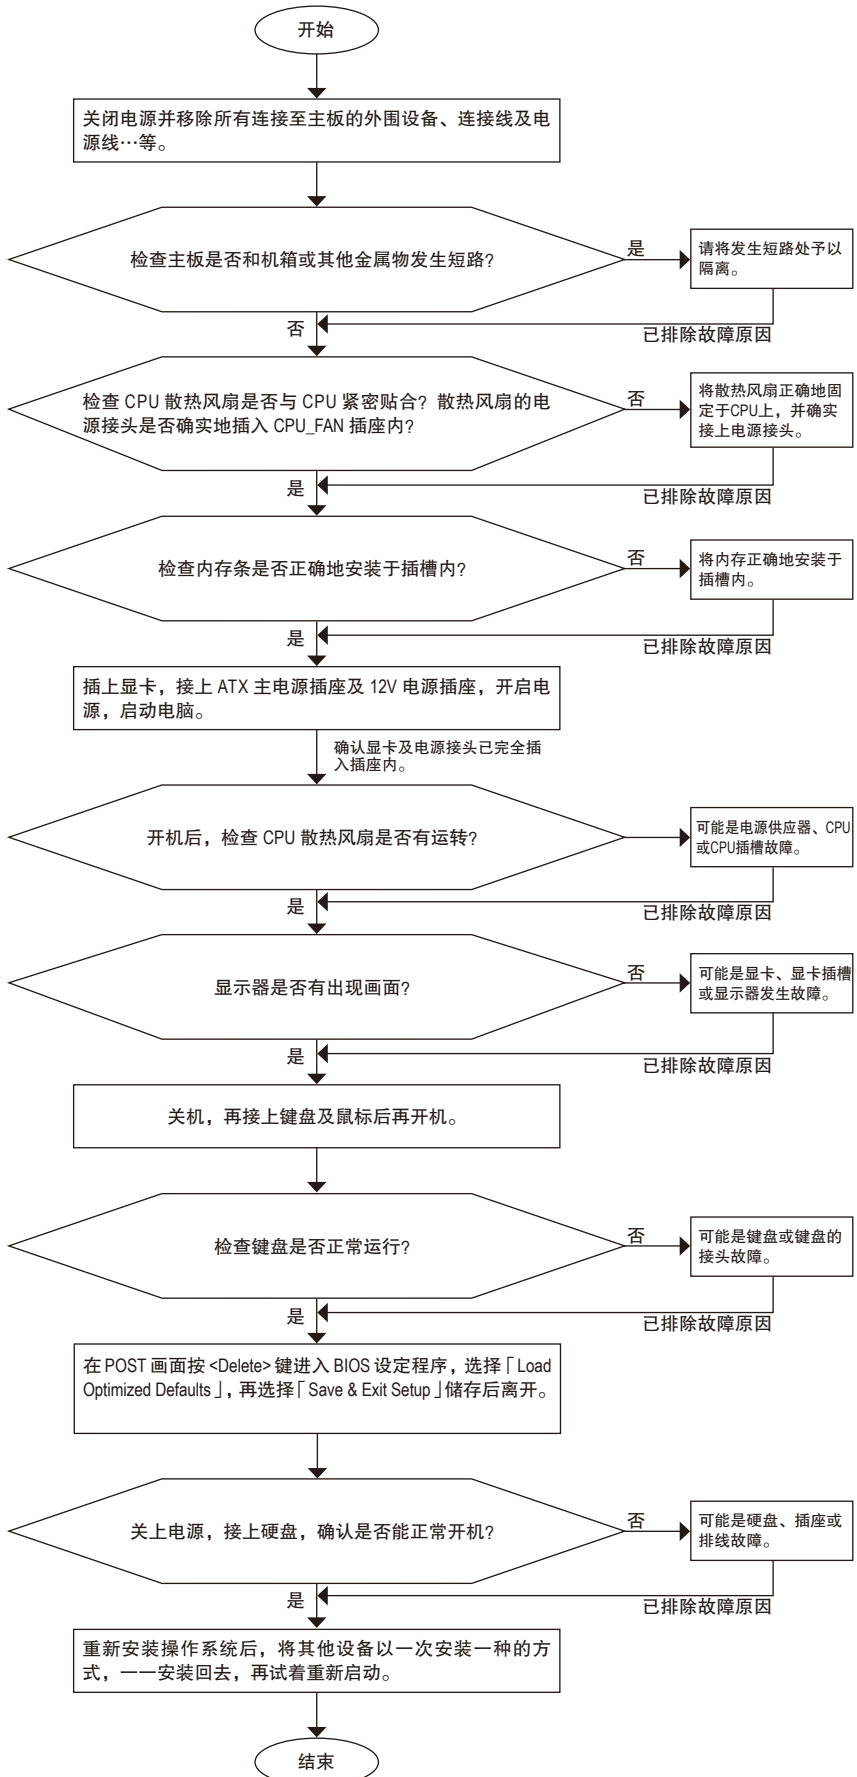 开始
关闭电源并移除所有连接至主板的外围设备、连接线及电
源线…等。
检查主板是否和机箱或其他金属物发生短路?
是
请将发生短路处予以
隔离。
否
已排除故障原因
检查 CPU 散热风扇是否与 CPU 紧密贴合? 散热风扇的电
源接头是否确实地插入 CPU_FAN 插座内?
否
将散热风扇正确地固
定于CPU上，并确实
接上电源接头。
是
已排除故障原因
检查内存条是否正确地安装于插槽内?
否
将内存正确地安装于
插槽内。
是
已排除故障原因
插上显卡，接上 ATX 主电源插座及 12V 电源插座，开启电
源，启动电脑。
确认显卡及电源接头已完全插
入插座内。
开机后，检查 CPU 散热风扇是否有运转?
可能是电源供应器、CPU
或CPU插槽故障。
是
已排除故障原因
显示器是否有出现画面?
否
可能是显卡、显卡插槽
或显示器发生故障。
是
已排除故障原因
关机，再接上键盘及鼠标后再开机。
检查键盘是否正常运行?
否
可能是键盘或键盘的
接头故障。
是
已排除故障原因
在 POST 画面按 <Delete> 键进入 BIOS 设定程序，选择「Load
Optimized Defaults」，再选择「Save & Exit Setup」储存后离开。
关上电源，接上硬盘，确认是否能正常开机?
否
可能是硬盘、插座或
排线故障。
是
已排除故障原因
重新安装操作系统后，将其他设备以一次安装一种的方
式，一一安装回去，再试着重新启动。
结束